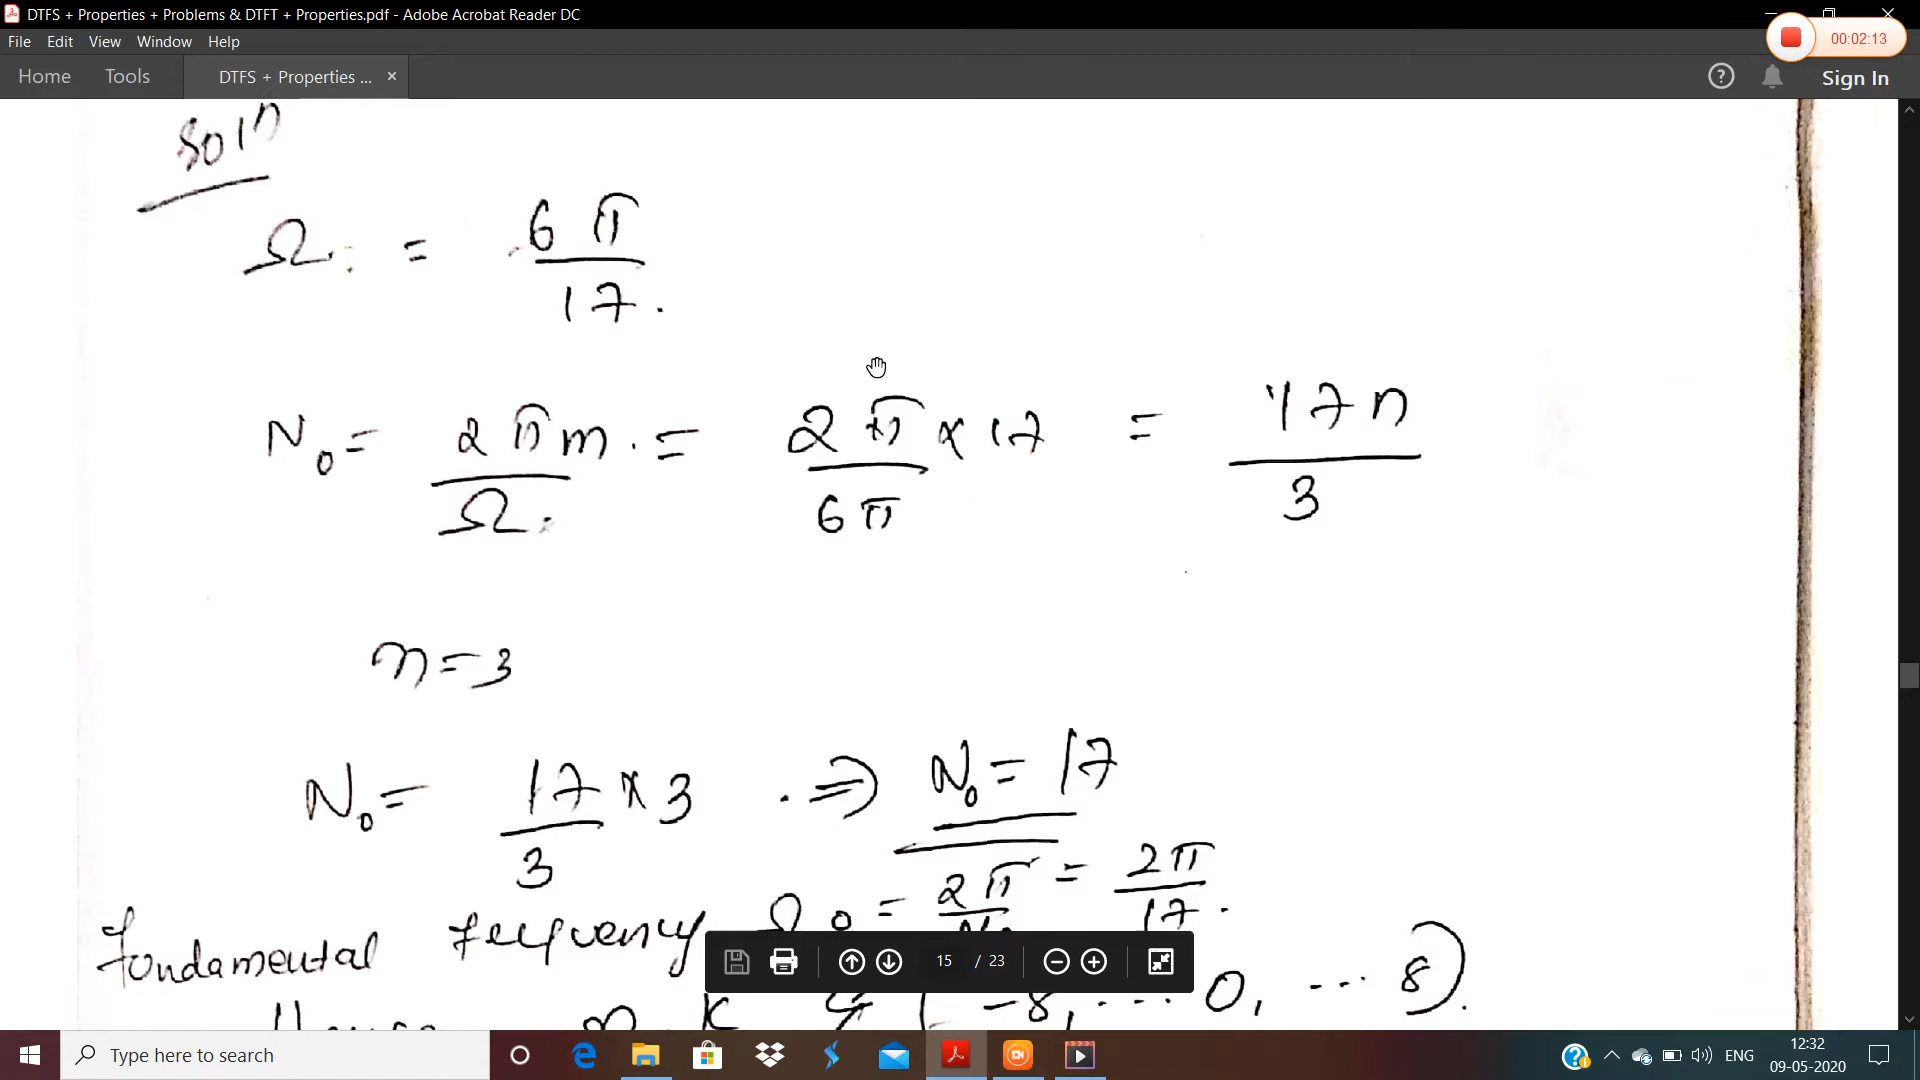 DTFS + Properties + Problems & DTFT + Properties.pdf - Adobe Acrobat Reader DC
00:02:13
File Edit View Window Help
Home Tools DTFS + Properties ... × ? Sign In
Soln
Ω = 6π/17.
N₀ = 2πm/Ω = 2π/6π × 17 = 17n/3
m = 3
N₀ = 17/3 × 3 ⇒ N₀ = 17
Fundamental frequency Ω₀ = 2π/N₀ = 2π/17.
15 / 23
Hence n, k ∈ (-8, ... 0, ... 8).
Type here to search
ENG
12:32
09-05-2020